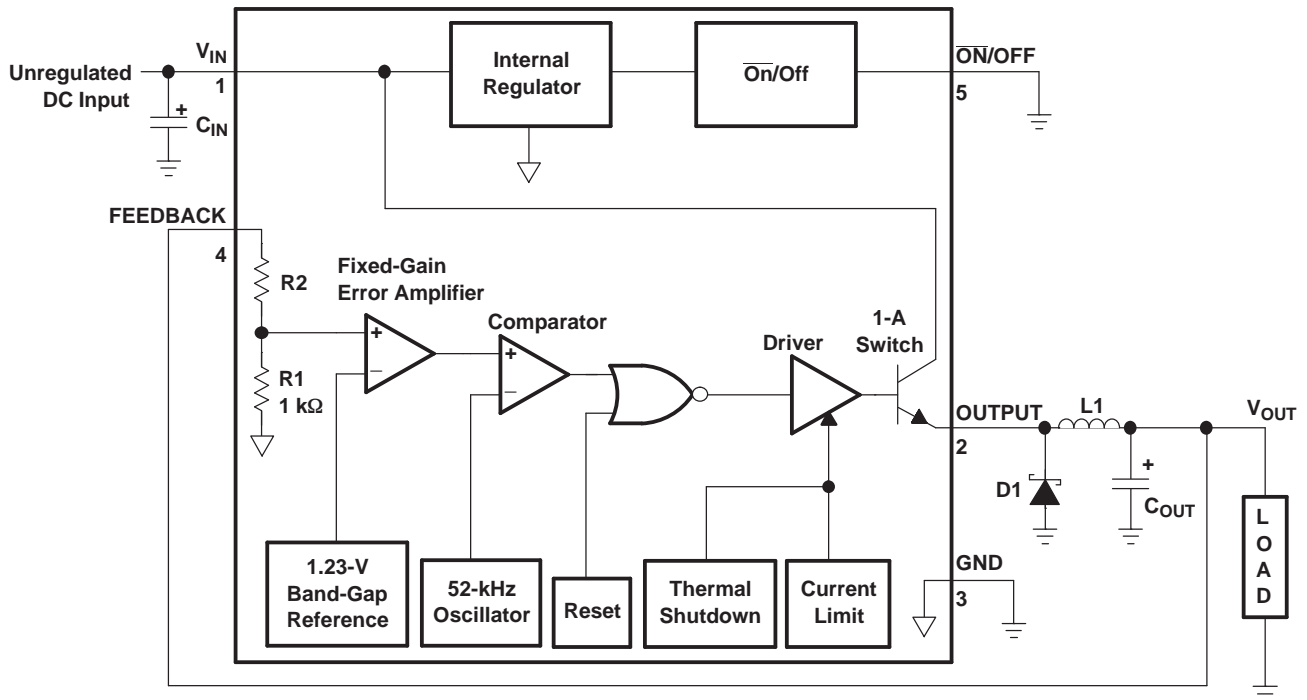 V_IN
1
Unregulated
DC Input
+
C_IN
Internal
Regulator
O̅n̅/Off
O̅N̅/OFF
5
FEEDBACK
4
R2
R1
1 kΩ
Fixed-Gain
Error Amplifier
+
–
Comparator
+
–
Driver
1-A
Switch
OUTPUT
2
L1
V_OUT
D1
+
C_OUT
L
O
A
D
1.23-V
Band-Gap
Reference
52-kHz
Oscillator
Reset
Thermal
Shutdown
Current
Limit
GND
3